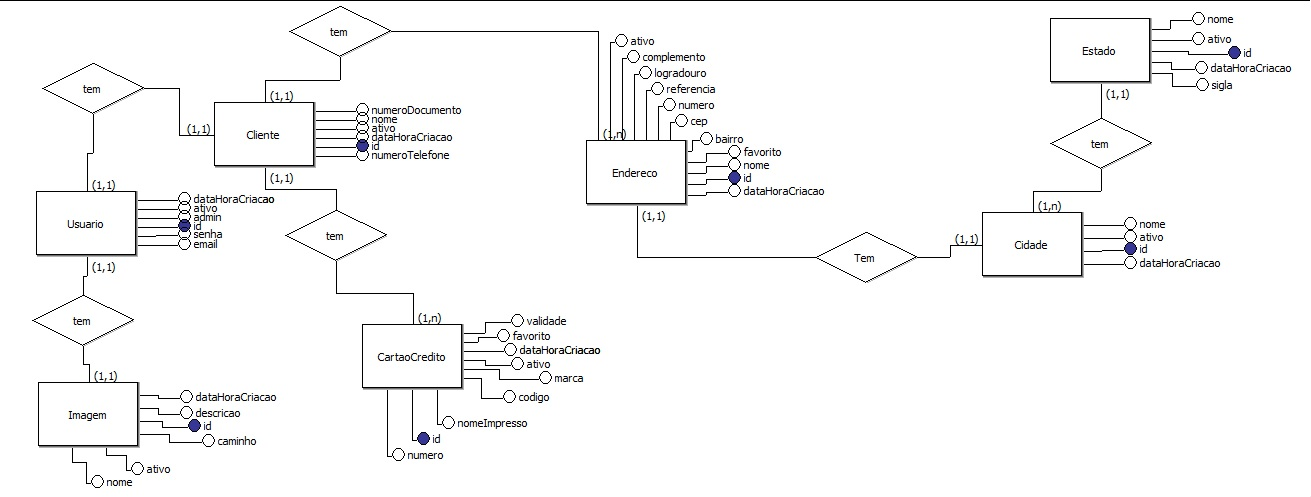 tem
ativo
complemento
logradouro
referencia
numero
cep
bairro
favorito
nome
id
dataHoraCriacao
(1,n)
Endereco
(1,1)
nome
ativo
id
dataHoraCriacao
sigla
Estado
(1,1)
tem
(1,n)
tem
(1,1)
(1,1)
Cliente
numeroDocumento
nome
ativo
dataHoraCriacao
id
numeroTelefone
(1,1)
(1,1)
Usuario
dataHoraCriacao
ativo
admin
id
senha
email
(1,1)
tem
Tem
(1,1)
Cidade
nome
ativo
id
dataHoraCriacao
tem
(1,1)
Imagem
dataHoraCriacao
descricao
id
caminho
ativo
nome
(1,n)
CartaoCredito
validade
favorito
dataHoraCriacao
ativo
marca
codigo
nomeImpresso
id
numero